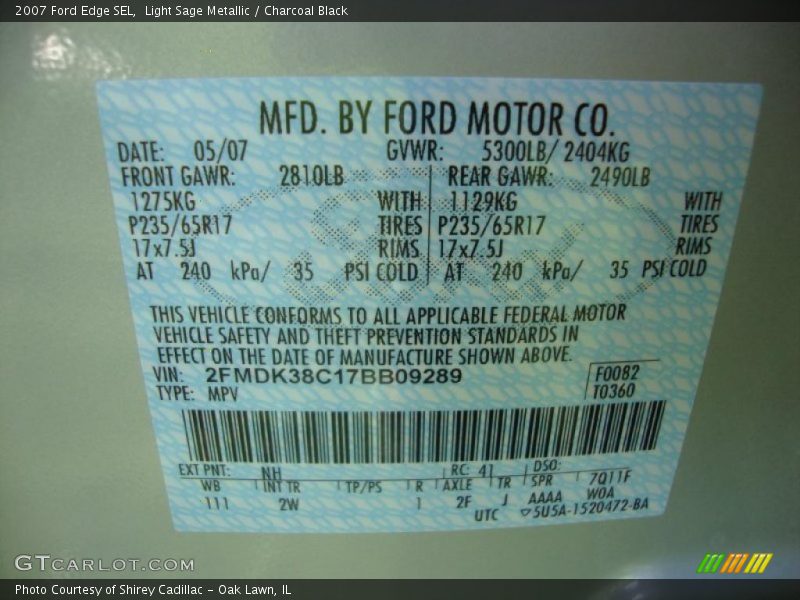 2007 Ford Edge SEL,  Light Sage Metallic / Charcoal Black
MFD. BY FORD MOTOR CO.
DATE: 05/07 GVWR: 5300LB/ 2404KG
FRONT GAWR: 2810LB REAR GAWR: 2490LB
1275KG WITH 1129KG WITH
P235/65R17 TIRES P235/65R17 TIRES
17x7.5J RIMS 17x7.5J RIMS
AT 240 kPa/ 35 PSI COLD AT 240 kPa/ 35 PSI COLD
THIS VEHICLE CONFORMS TO ALL APPLICABLE FEDERAL MOTOR
VEHICLE SAFETY AND THEFT PREVENTION STANDARDS IN
EFFECT ON THE DATE OF MANUFACTURE SHOWN ABOVE.
VIN: 2FMDK38C17BB09289 F0082
TYPE: MPV T0360
EXT PNT: NH RC: 41 DSO:
WB INT TR TP/PS R AXLE TR SPR 7Q11F
111 2W 1 2F J AAAA W0A
UTC ▽5U5A-1520472-BA
GTCARLOT.COM
Photo Courtesy of Shirey Cadillac - Oak Lawn, IL